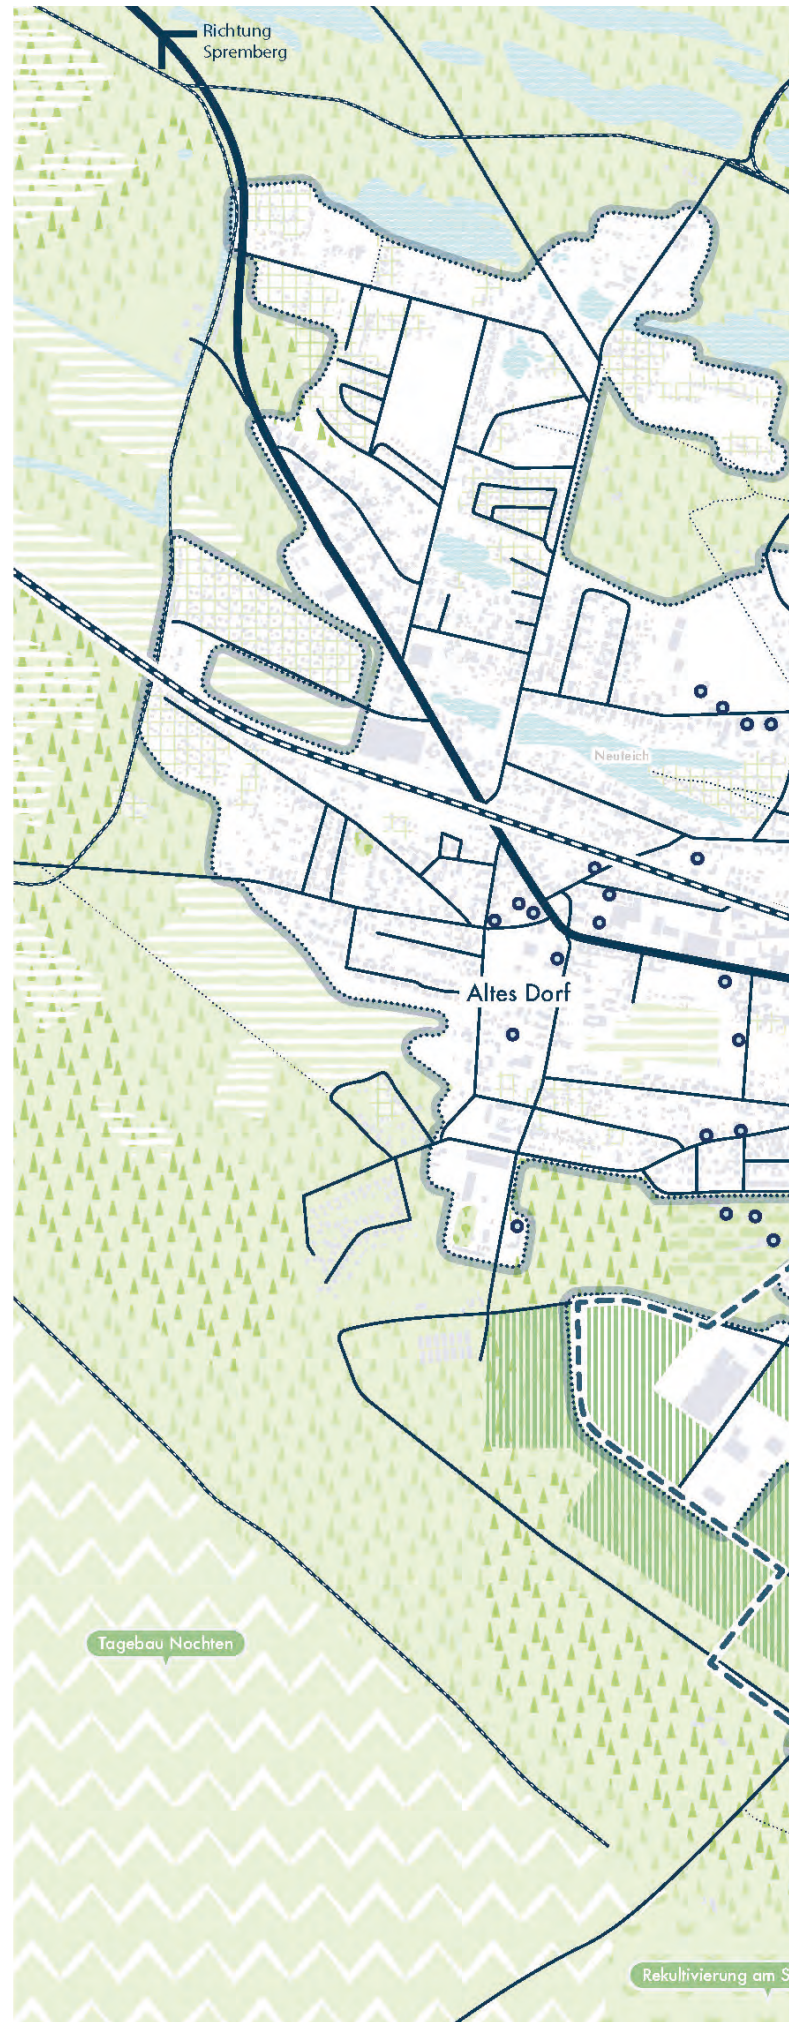 Richtung
Spremberg
Neuteich
Altes Dorf
Tagebau Nochten
Rekultivierung am S